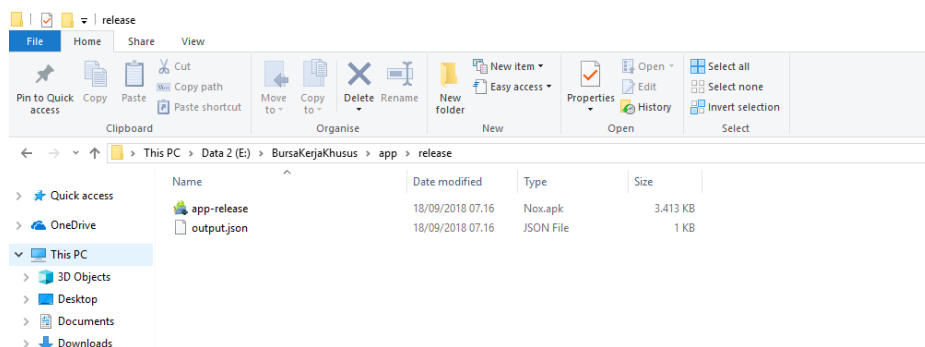 release
File Home Share View
Pin to Quick access
Copy
Paste
Cut
Copy path
Paste shortcut
Clipboard
Move to
Copy to
Delete
Rename
Organise
New folder
New item
Easy access
New
Properties
Open
Edit
History
Open
Select all
Select none
Invert selection
Select
This PC > Data 2 (E:) > BursaKerjaKhusus > app > release
Name Date modified Type Size
app-release 18/09/2018 07.16 Nox.apk 3.413 KB
output.json 18/09/2018 07.16 JSON File 1 KB
Quick access
OneDrive
This PC
3D Objects
Desktop
Documents
Downloads